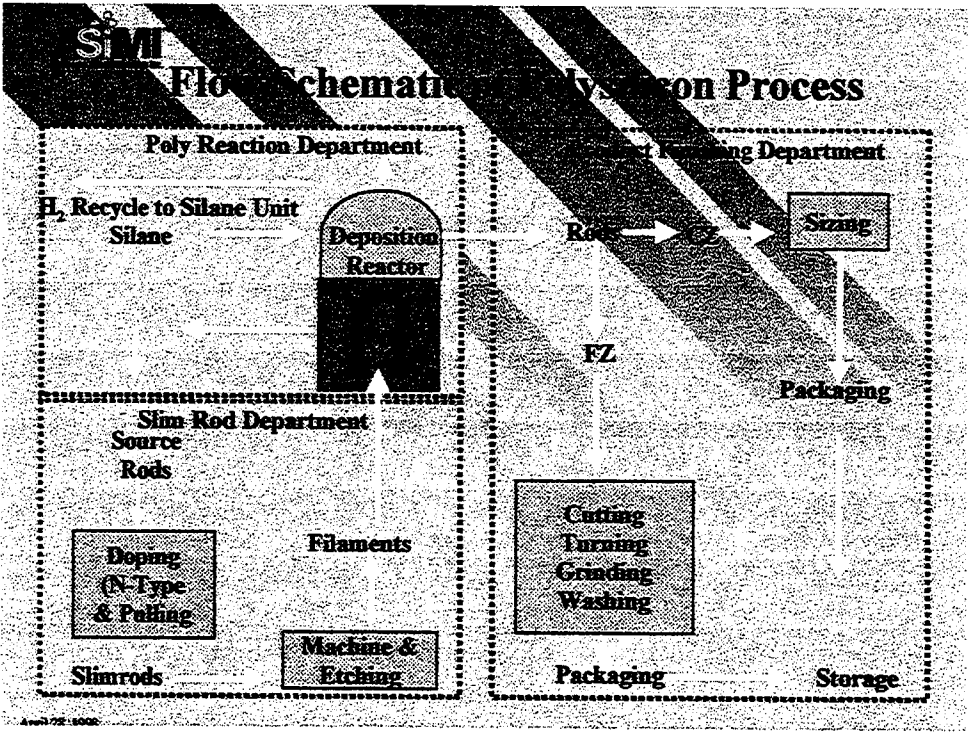 SiMI
Flow Schematic of Polysilicon Process
Poly Reaction Department
H2 Recycle to Silane Unit
Silane
Deposition
Reactor
Slim Rod Department
Source
Rods
Doping
(N-Type
& Pulling
Slimrods
Filaments
Machine &
Etching
Department
Rods
CZ
Sizing
FZ
Packaging
Cutting
Turning
Grinding
Washing
Packaging
Storage